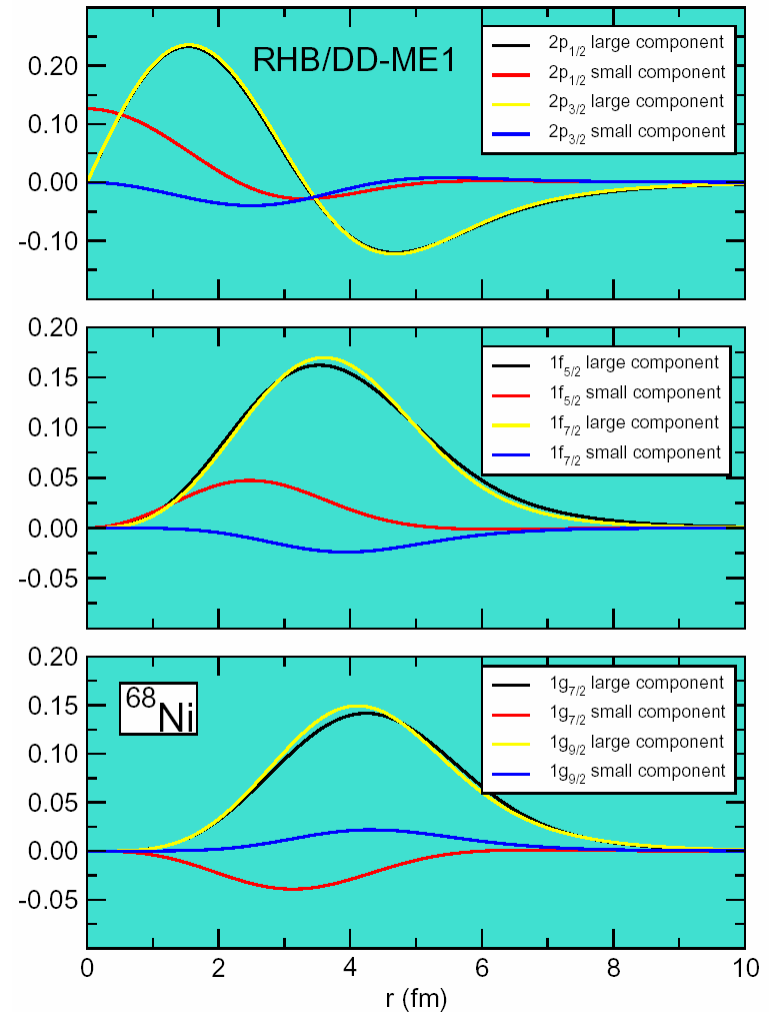 RHB/DD-ME1
2p1/2 large component
2p1/2 small component
2p3/2 large component
2p3/2 small component
0.20
0.10
0.00
-0.10
0.20
0.15
0.10
0.05
0.00
-0.05
1f5/2 large component
1f5/2 small component
1f7/2 large component
1f7/2 small component
0.20
0.15
0.10
0.05
0.00
-0.05
68Ni
1g7/2 large component
1g7/2 small component
1g9/2 large component
1g9/2 small component
0 2 4 6 8 10
r (fm)